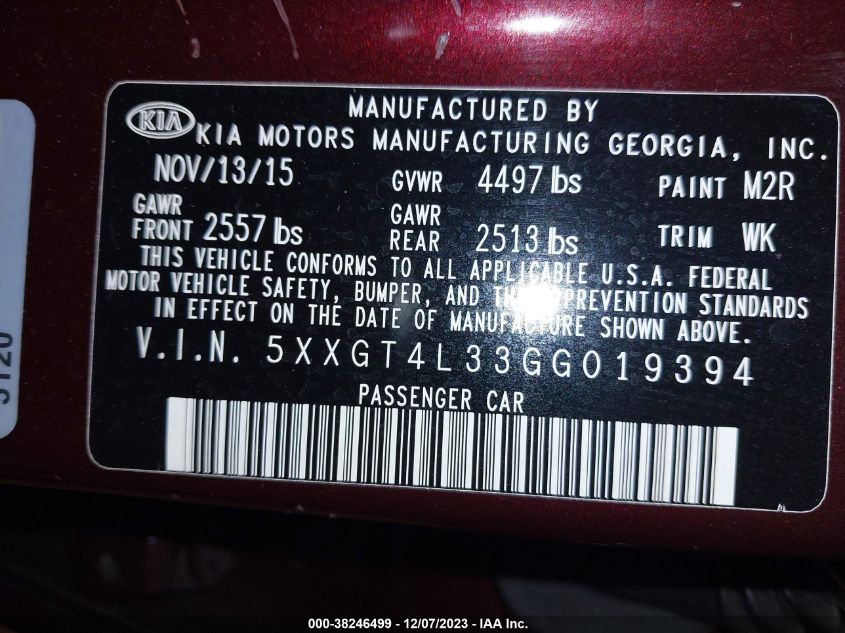 MANUFACTURED BY
KIA KIA MOTORS MANUFACTURING GEORGIA, INC.
NOV/13/15 GVWR 4497 lbs PAINT M2R
GAWR FRONT 2557 lbs GAWR REAR 2513 lbs TRIM WK
THIS VEHICLE CONFORMS TO ALL APPLICABLE U.S.A. FEDERAL
MOTOR VEHICLE SAFETY, BUMPER, AND PREVENTION STANDARDS
IN EFFECT ON THE DATE OF MANUFACTURE SHOWN ABOVE.
V.I.N. 5XXGT4L33GG019394
PASSENGER CAR
000-38246499 - 12/07/2023 - IAA Inc.